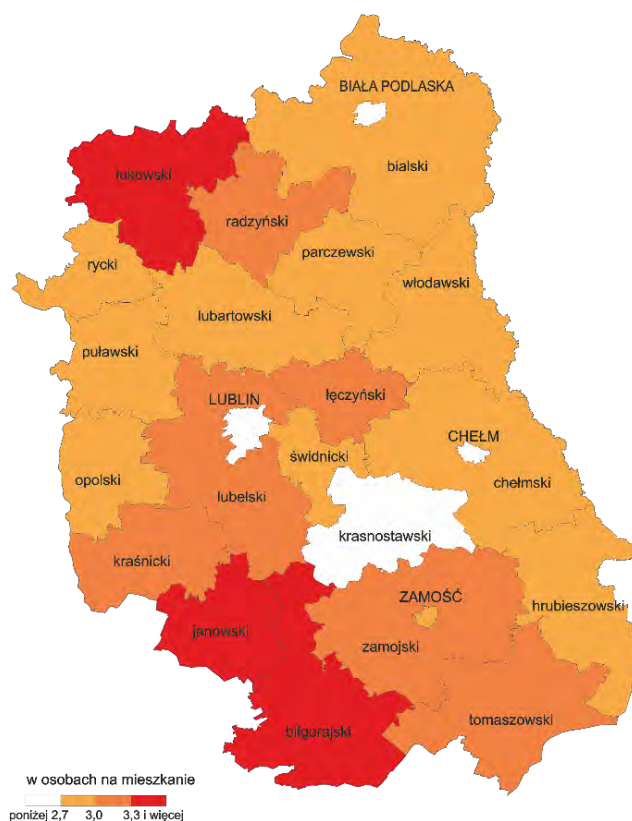 BIAŁA PODLASKA
bialski
łukowski
radzyński
parczewski
rycki
włodawski
lubartowski
puławski
LUBLIN
łęczyński
CHEŁM
świdnicki
opolski
chełmski
lubelski
krasnostawski
kraśnicki
ZAMOŚĆ
hrubieszowski
janowski
zamojski
tomaszowski
biłgorajski
w osobach na mieszkanie
poniżej 2,7 3,0 3,3 i więcej